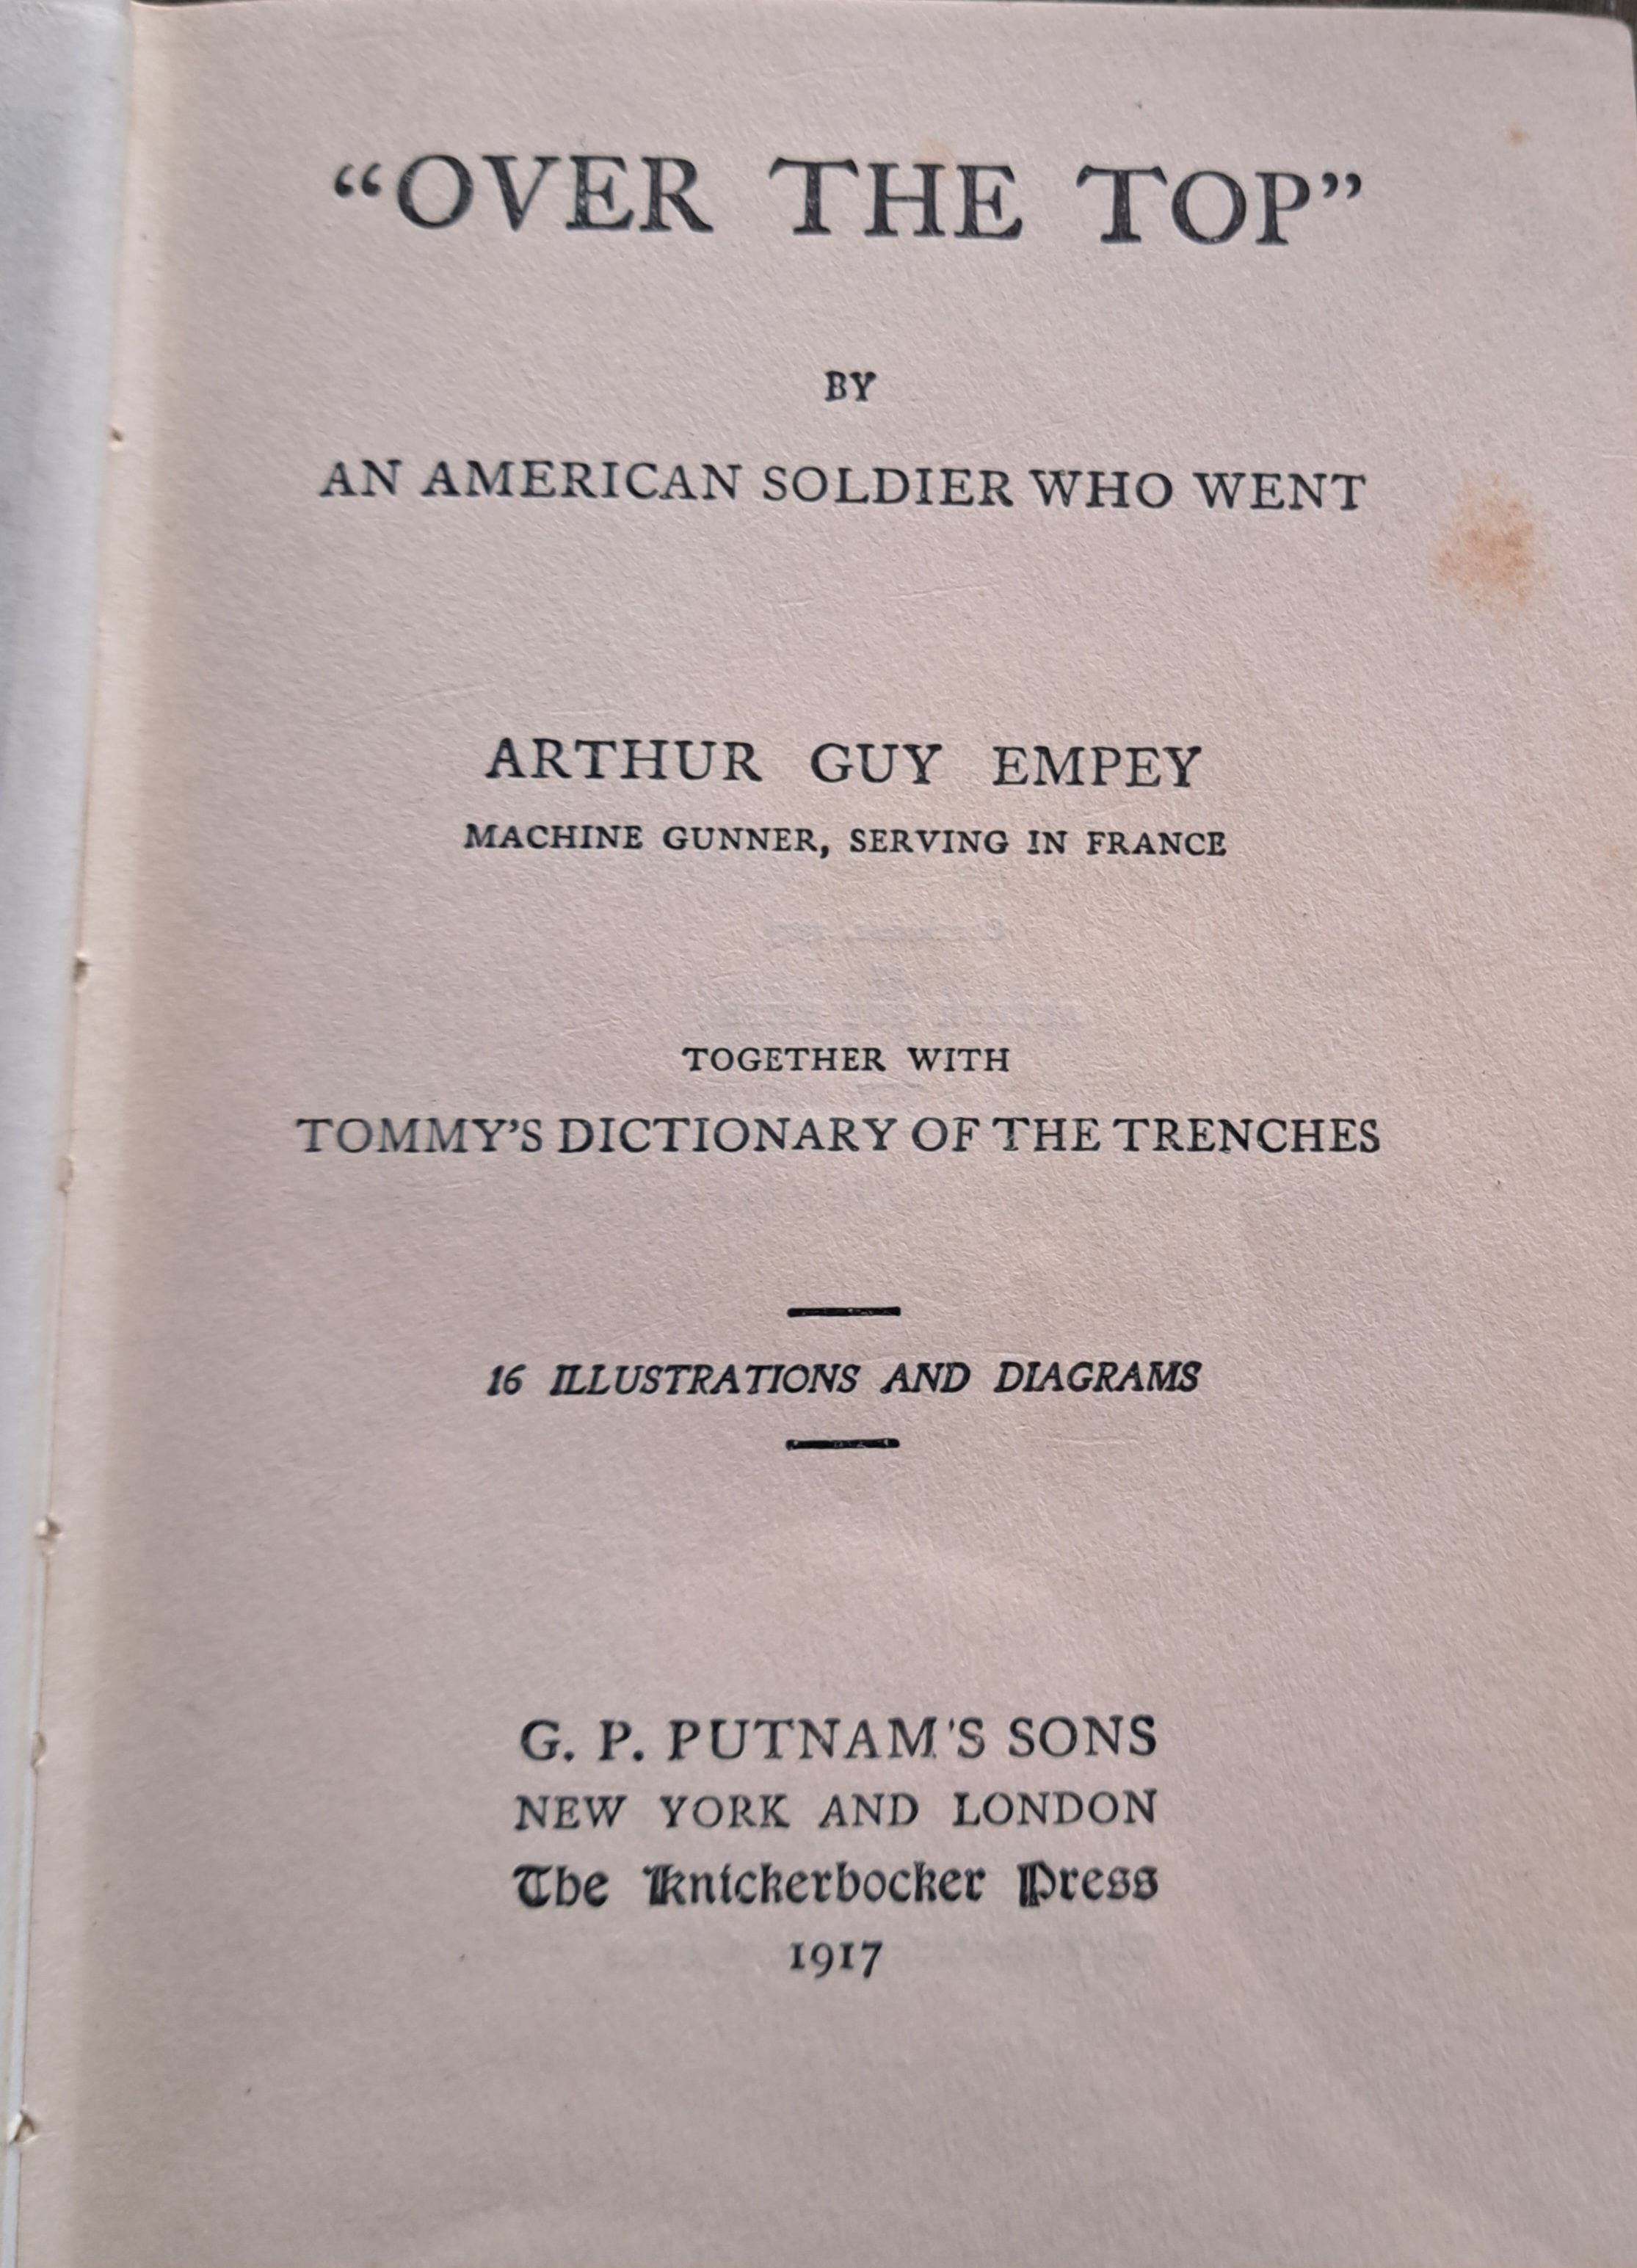 “OVER THE TOP”
BY
AN AMERICAN SOLDIER WHO WENT
ARTHUR GUY EMPEY
MACHINE GUNNER, SERVING IN FRANCE
TOGETHER WITH
TOMMY’S DICTIONARY OF THE TRENCHES
16 ILLUSTRATIONS AND DIAGRAMS
G. P. PUTNAM’S SONS
NEW YORK AND LONDON
The Knickerbocker Press
1917